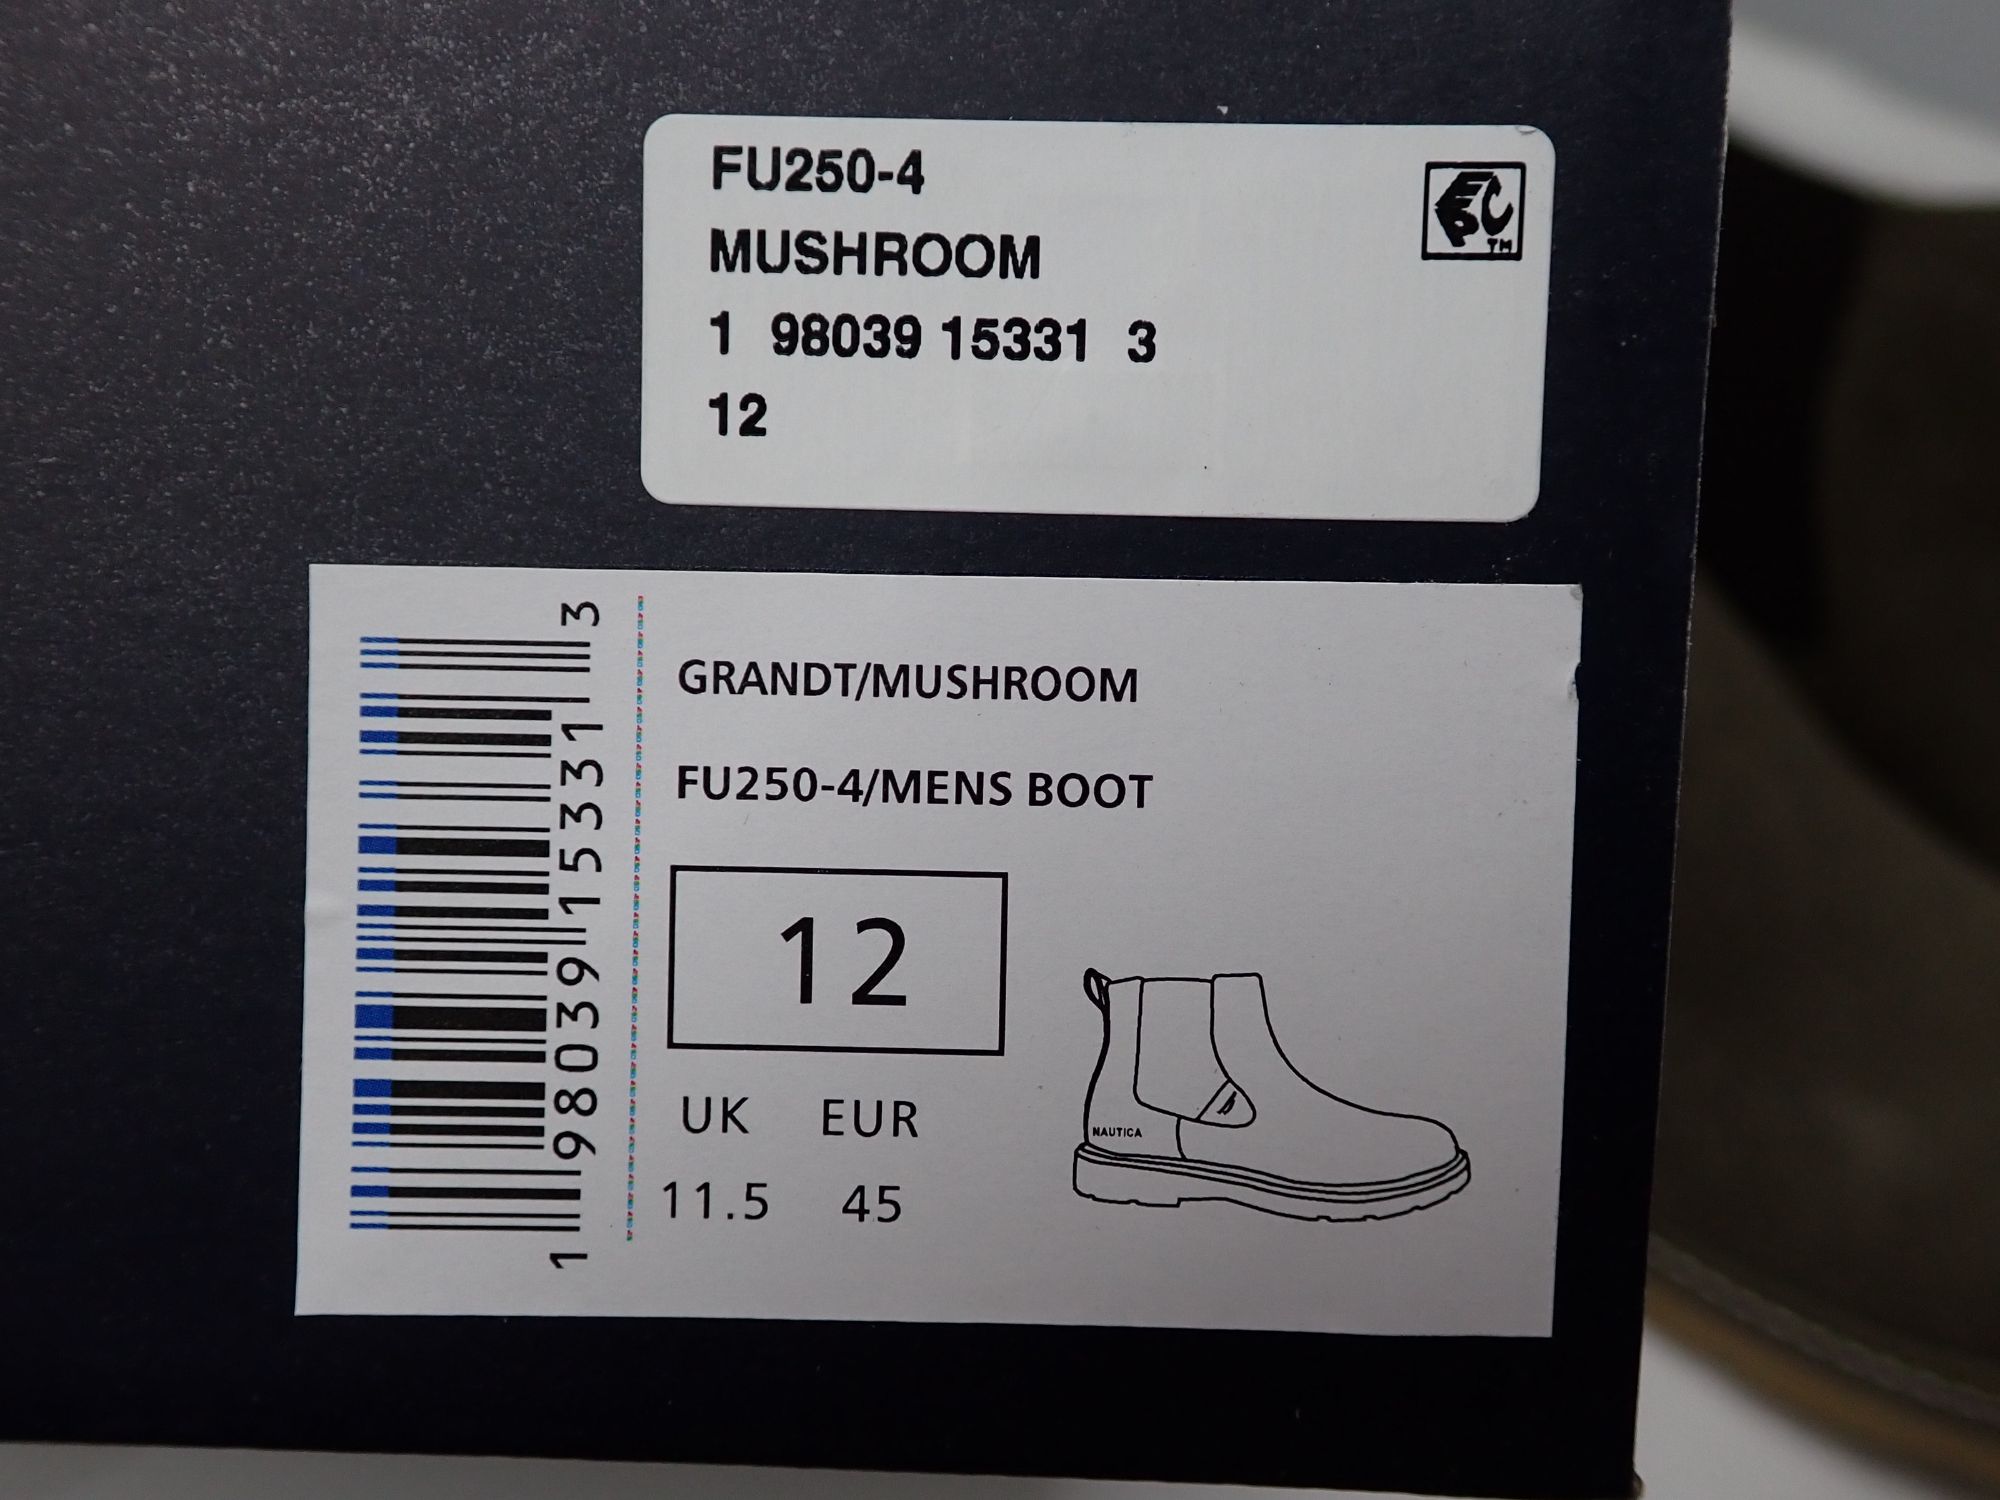 FU250-4
MUSHROOM
1 98039 15331 3
12
GRANDT/MUSHROOM
FU250-4/MENS BOOT
12
UK EUR
11.5 45
NAUTICA
1 98039 15331 3